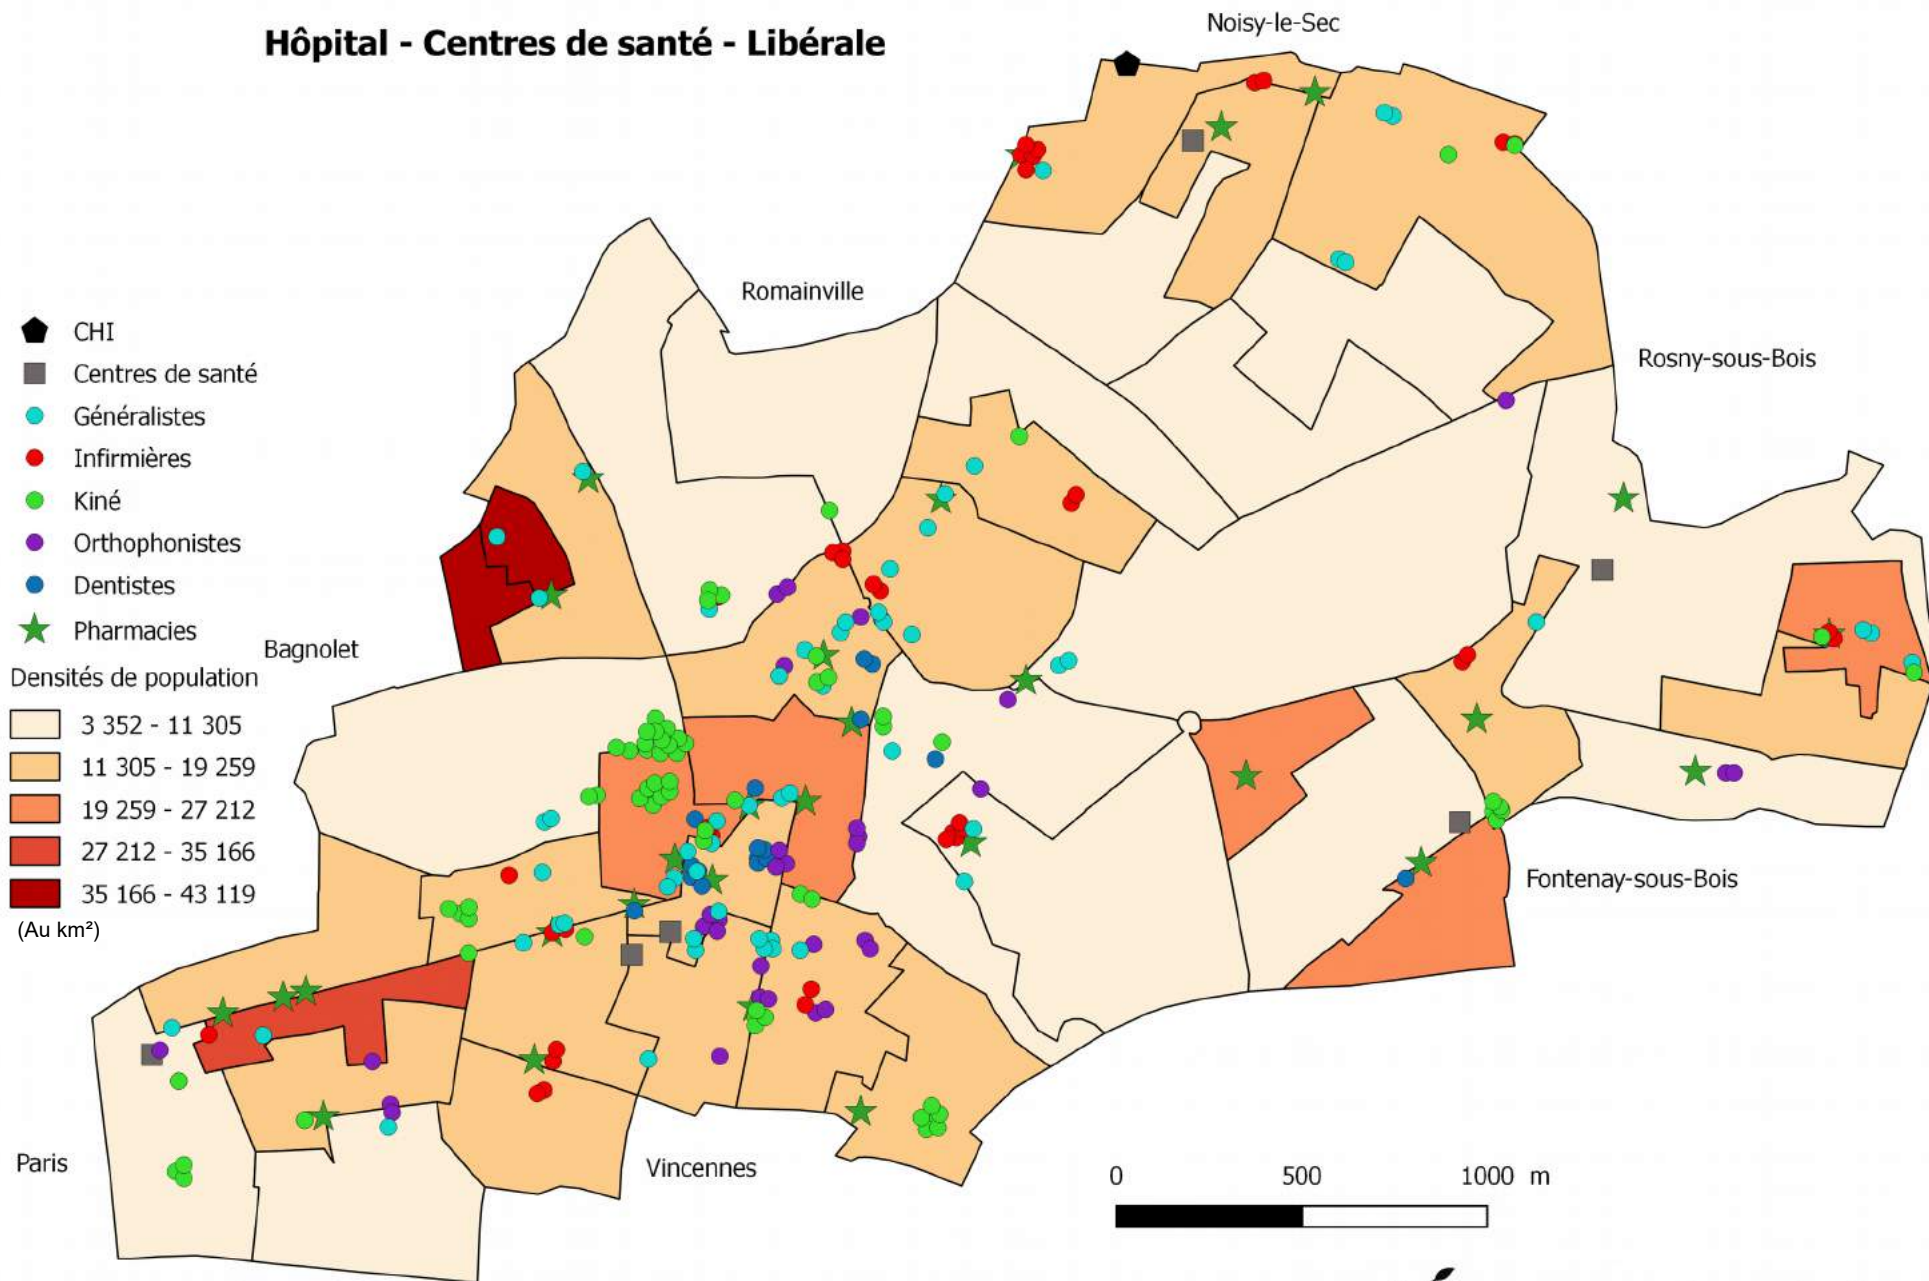 Hôpital - Centres de santé - Libérale
Noisy-le-Sec
Romainville
Rosny-sous-Bois
CHI
Centres de santé
Généralistes
Infirmières
Kiné
Orthophonistes
Dentistes
Pharmacies
Bagnolet
Densités de population
3 352 - 11 305
11 305 - 19 259
19 259 - 27 212
27 212 - 35 166
35 166 - 43 119
(Au km²)
Fontenay-sous-Bois
Paris
Vincennes
0 500 1000 m